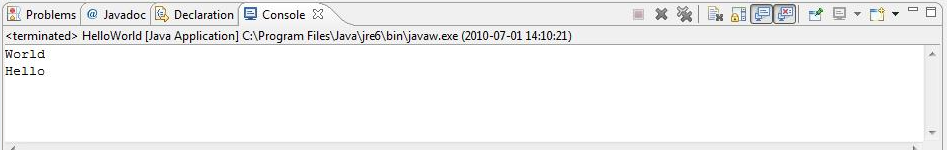 Problems @ Javadoc Declaration Console
<terminated> HelloWorld [Java Application] C:\Program Files\Java\jre6\bin\javaw.exe (2010-07-01 14:10:21)
World
Hello